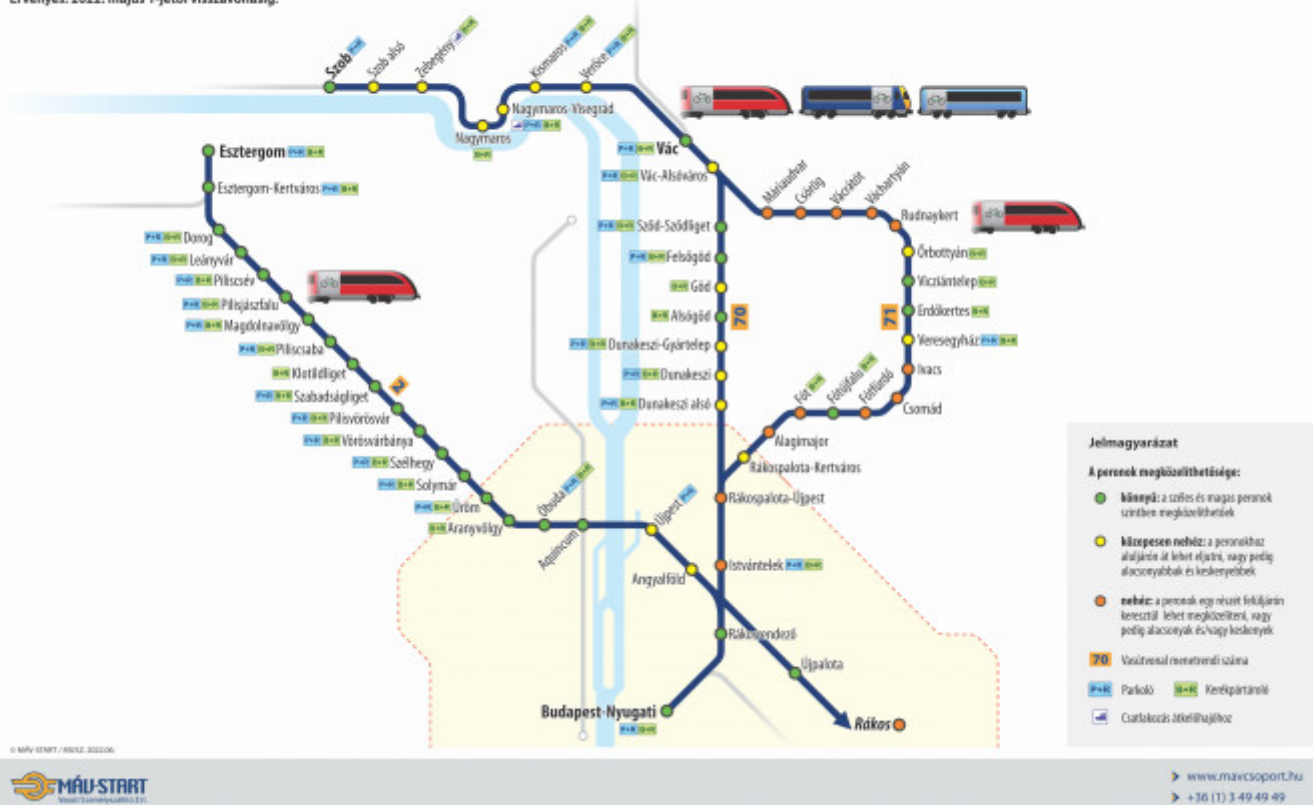 Érvényes: 2022. május 1-jétől visszavonásig.
Szob P+R
Szob alsó
Zebegény B+R
Nagymaros
B+R
Nagymaros-Visegrád
P+R B+R
Kismaros P+R B+R
Verőce P+R B+R
P+R B+R Vác
P+R B+R Vác-Alsóváros
P+R B+R Sződ-Sződliget
P+R B+R Felsőgöd
B+R Göd
B+R Alsógöd
P+R B+R Dunakeszi-Gyártelep
P+R B+R Dunakeszi
P+R B+R Dunakeszi alsó
70
Máriaudvar
Csörög
Vácrátót
Váchartyán
Rudnaykert
Őrbottyán B+R
Viczíántelep B+R
Erdőkertes B+R
Veresegyház P+R B+R
Ivacs
Csomád
Fótfürdő
Fótújfalu B+R
Fót B+R
Alagimajor
Rákospalota-Kertváros
71
Rákospalota-Újpest
Istvántelek P+R B+R
Rákosrendező
Budapest-Nyugati
P+R B+R
Esztergom P+R B+R
Esztergom-Kertváros P+R B+R
P+R B+R Dorog
P+R B+R Leányvár
P+R B+R Piliscsév
P+R B+R Pilisjászfalu
P+R B+R Magdolnavölgy
P+R B+R Piliscsaba
B+R Klotildliget
P+R B+R Szabadságliget
P+R B+R Pilisvörösvár
P+R B+R Vörösvárbánya
P+R B+R Szélhegy
P+R B+R Solymár
P+R B+R Üröm
B+R Aranyvölgy
2
Óbuda P+R B+R
Aquincum
Újpest P+R
Angyalföld
Újpalota
Rákos
Jelmagyarázat
A peronok megközelíthetősége:
könnyű: a széles és magas peronok
szintben megközelíthetőek
közepesen nehéz: a peronokhoz
aluljárón át lehet eljutni, vagy pedig
alacsonyabbak és keskenyebbek
nehéz: a peronok egy részét felüljárón
keresztül lehet megközelíteni, vagy
pedig alacsonyak és/vagy keskenyek
70 Vasútvonal menetrendi száma
P+R Parkoló B+R Kerékpártároló
Csatlakozás átkelőhajóhoz
MÁV-START
Vasúti Személyszállító Zrt.
www.mavcsoport.hu
+36 (1) 3 49 49 49